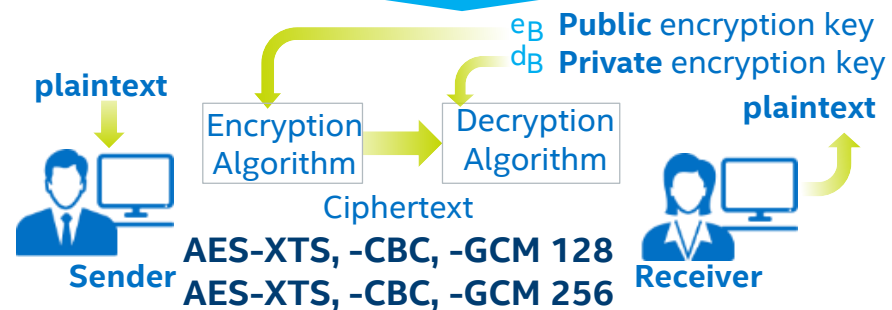 eB Public encryption key
dB Private encryption key
plaintext
plaintext
Encryption
Algorithm
Decryption
Algorithm
Ciphertext
AES-XTS, -CBC, -GCM 128
AES-XTS, -CBC, -GCM 256
Sender
Receiver